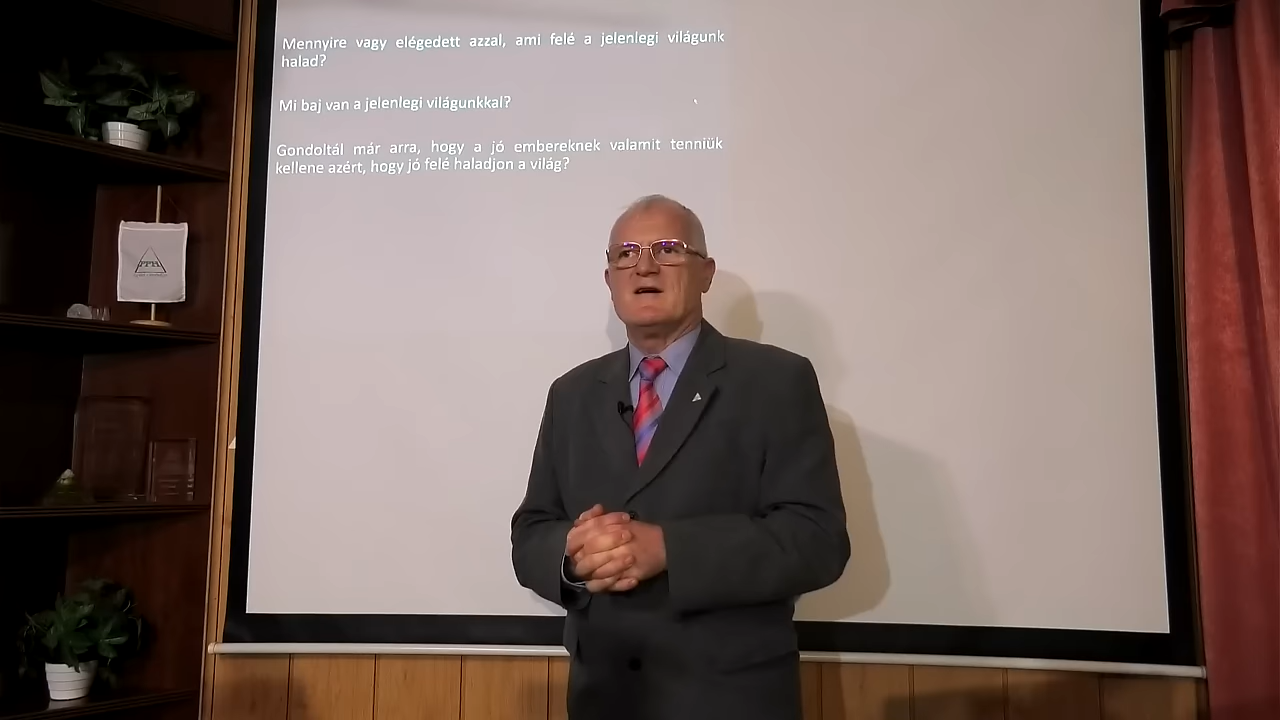 Mennyire vagy elégedett azzal, ami felé a jelenlegi világunk
halad?
Mi baj van a jelenlegi világunkkal?
Gondoltál már arra, hogy a jó embereknek valamit tenniük
kellene azért, hogy jó felé haladjon a világ?